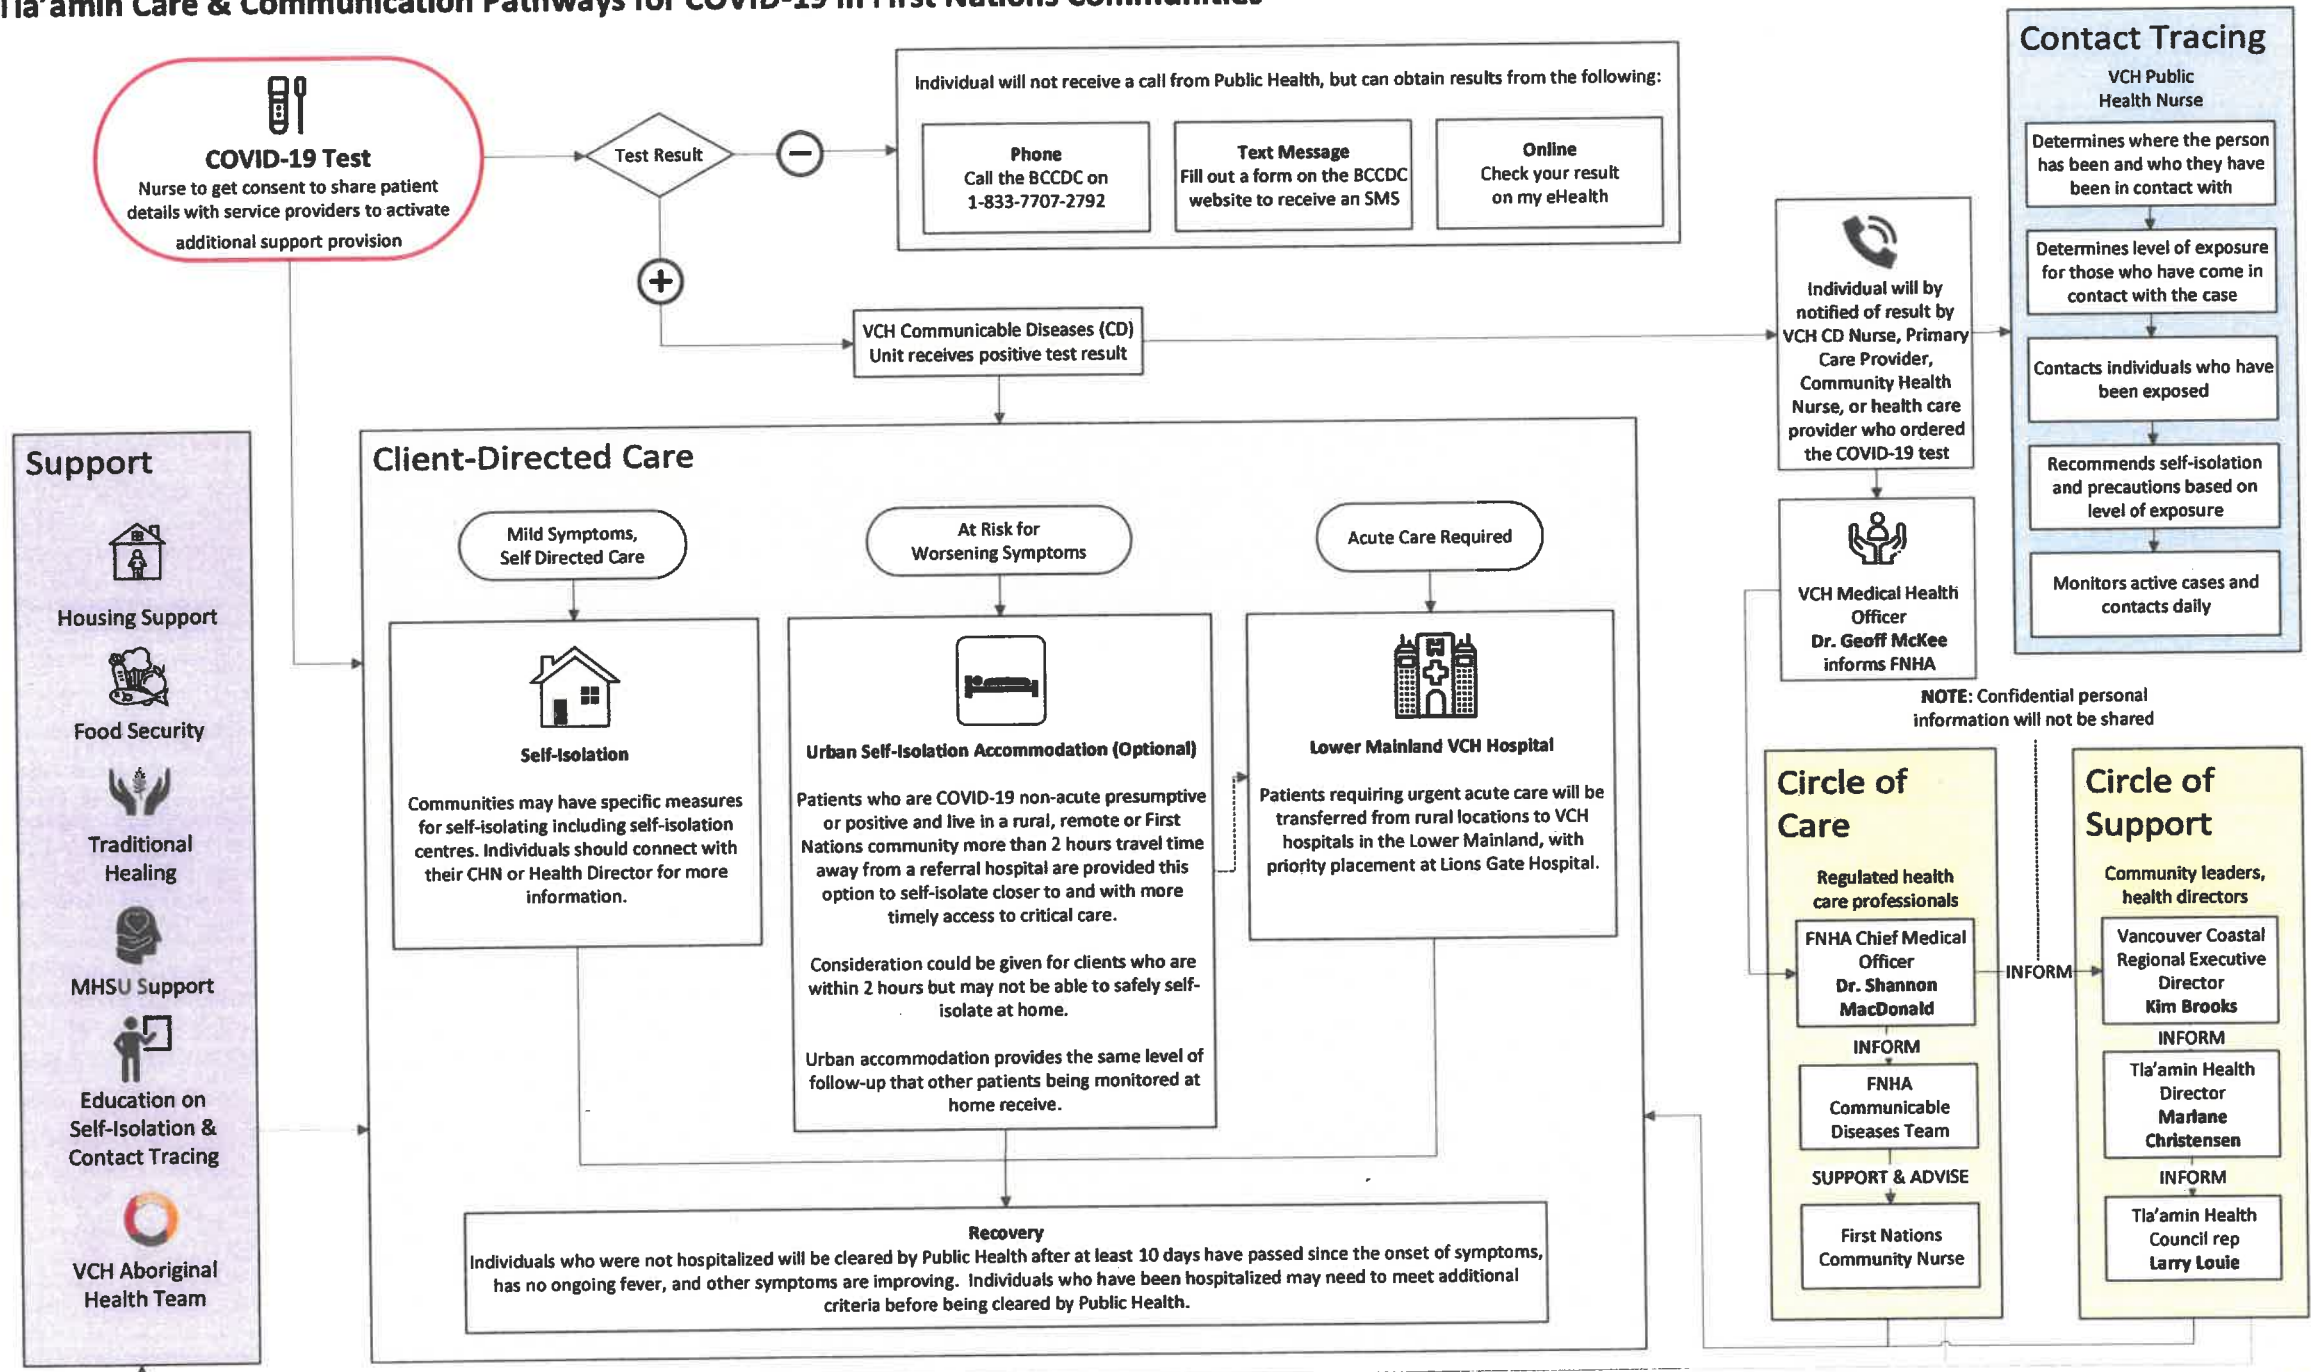 Tla'amin Care & Communication Pathways for COVID-19 in First Nations Communities
COVID-19 Test
Nurse to get consent to share patient
details with service providers to activate
additional support provision
Test Result
Individual will not receive a call from Public Health, but can obtain results from the following:
Phone
Call the BCCDC on
1-833-7707-2792
Text Message
Fill out a form on the BCCDC
website to receive an SMS
Online
Check your result
on my eHealth
VCH Communicable Diseases (CD)
Unit receives positive test result
Individual will by
notified of result by
VCH CD Nurse, Primary
Care Provider,
Community Health
Nurse, or health care
provider who ordered
the COVID-19 test
VCH Medical Health
Officer
Dr. Geoff McKee
informs FNHA
Contact Tracing
VCH Public
Health Nurse
Determines where the person
has been and who they have
been in contact with
Determines level of exposure
for those who have come in
contact with the case
Contacts individuals who have
been exposed
Recommends self-isolation
and precautions based on
level of exposure
Monitors active cases and
contacts daily
Support
Housing Support
Food Security
Traditional
Healing
MHSU Support
Education on
Self-Isolation &
Contact Tracing
VCH Aboriginal
Health Team
Client-Directed Care
Mild Symptoms,
Self Directed Care
Self-Isolation
Communities may have specific measures
for self-isolating including self-isolation
centres. Individuals should connect with
their CHN or Health Director for more
information.
At Risk for
Worsening Symptoms
Urban Self-Isolation Accommodation (Optional)
Patients who are COVID-19 non-acute presumptive
or positive and live in a rural, remote or First
Nations community more than 2 hours travel time
away from a referral hospital are provided this
option to self-isolate closer to and with more
timely access to critical care.
Consideration could be given for clients who are
within 2 hours but may not be able to safely self-
isolate at home.
Urban accommodation provides the same level of
follow-up that other patients being monitored at
home receive.
Acute Care Required
H
Lower Mainland VCH Hospital
Patients requiring urgent acute care will be
transferred from rural locations to VCH
hospitals in the Lower Mainland, with
priority placement at Lions Gate Hospital.
Recovery
Individuals who were not hospitalized will be cleared by Public Health after at least 10 days have passed since the onset of symptoms,
has no ongoing fever, and other symptoms are improving. Individuals who have been hospitalized may need to meet additional
criteria before being cleared by Public Health.
NOTE: Confidential personal
information will not be shared
Circle of
Care
Regulated health
care professionals
FNHA Chief Medical
Officer
Dr. Shannon
MacDonald
INFORM
FNHA
Communicable
Diseases Team
SUPPORT & ADVISE
First Nations
Community Nurse
INFORM
Circle of
Support
Community leaders,
health directors
Vancouver Coastal
Regional Executive
Director
Kim Brooks
INFORM
Tla'amin Health
Director
Marlane
Christensen
INFORM
Tla'amin Health
Council rep
Larry Louie